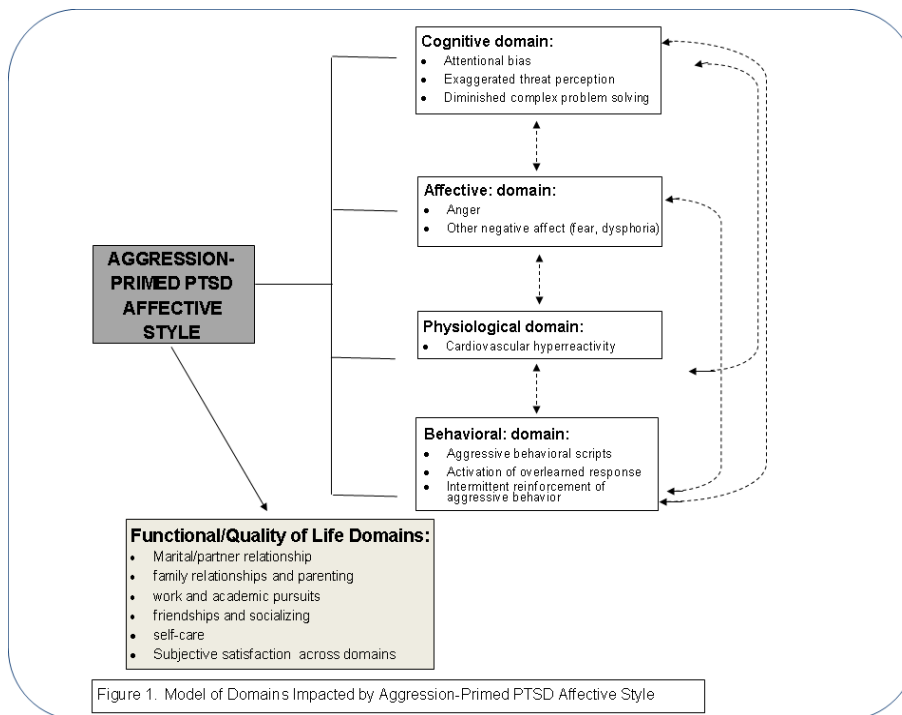 Cognitive domain:
• Attentional bias
• Exaggerated threat perception
• Diminished complex problem solving
Affective: domain:
• Anger
• Other negative affect (fear, dysphoria)
AGGRESSION-
PRIMED PTSD
AFFECTIVE
STYLE
Physiological domain:
• Cardiovascular hyperreactivity
Behavioral: domain:
• Aggressive behavioral scripts
• Activation of overlearned response
• Intermittent reinforcement of
aggressive behavior
Functional/Quality of Life Domains:
• Marital/partner relationship
• family relationships and parenting
• work and academic pursuits
• friendships and socializing
• self-care
• Subjective satisfaction across domains
Figure 1. Model of Domains Impacted by Aggression-Primed PTSD Affective Style